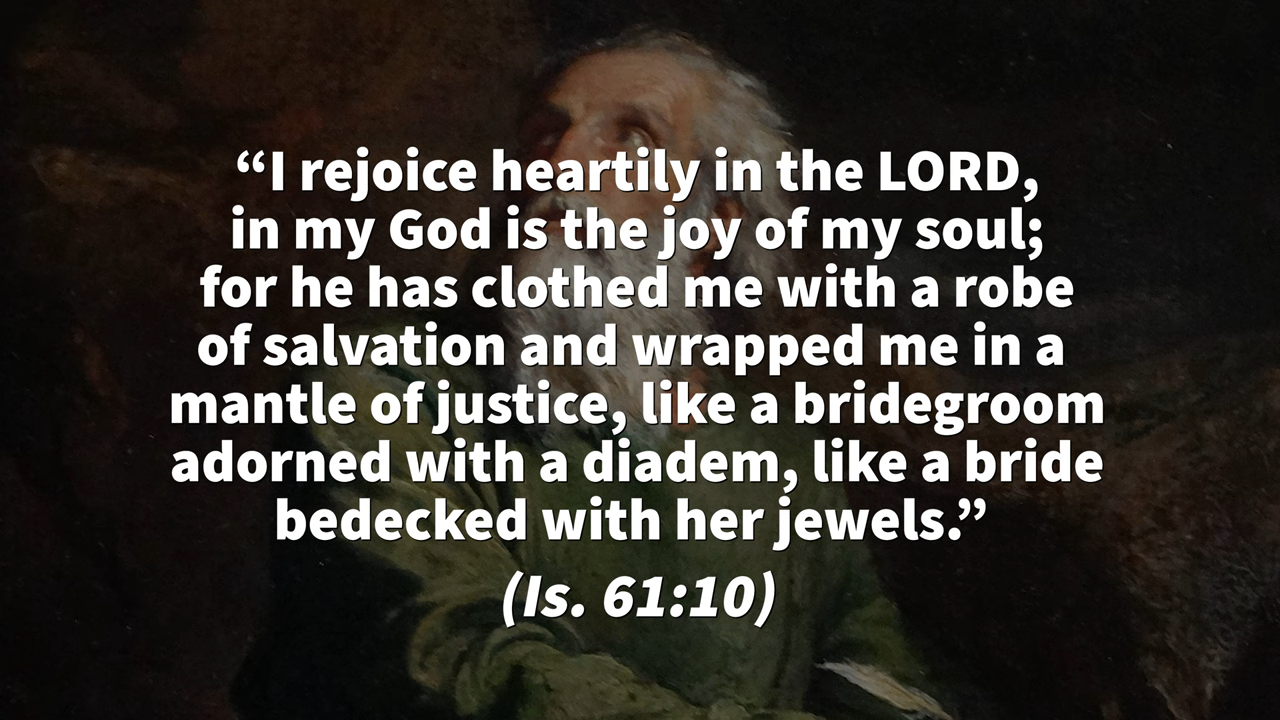 “I rejoice heartily in the LORD,
in my God is the joy of my soul;
for he has clothed me with a robe
of salvation and wrapped me in a
mantle of justice, like a bridegroom
adorned with a diadem, like a bride
bedecked with her jewels.”
(Is. 61:10)